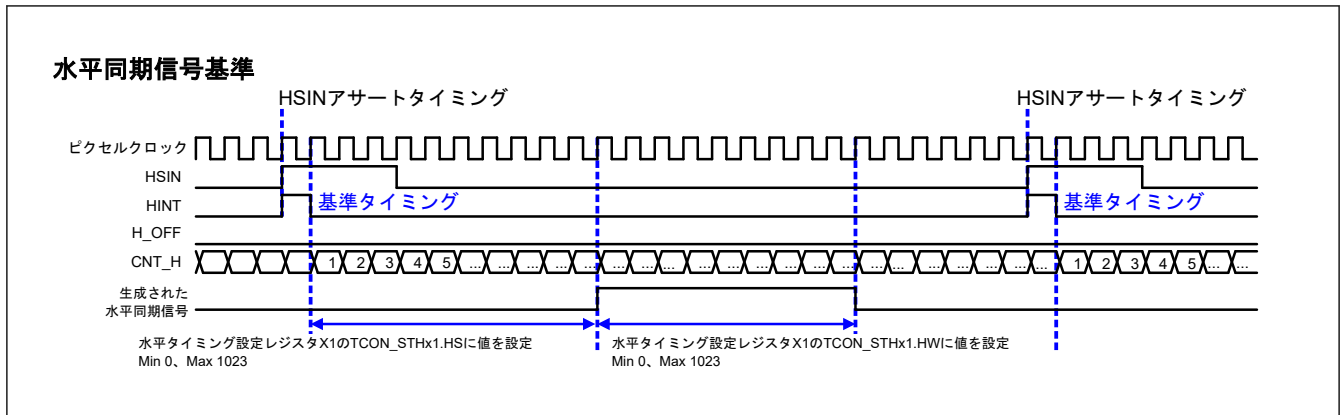 水平同期信号基準
HSINアサートタイミング
HSINアサートタイミング
ピクセルクロック
HSIN
HINT
基準タイミング
基準タイミング
H_OFF
CNT_H
1 2 3 4 5 ... ... ... ... ... ... ... ... ... ... ... ... ... ... ... ... ... ... ... ... ... 1 2 3 4 5 ... ...
生成された
水平同期信号
水平タイミング設定レジスタX1のTCON_STHx1.HSに値を設定
Min 0、Max 1023
水平タイミング設定レジスタX1のTCON_STHx1.HWに値を設定
Min 0、Max 1023